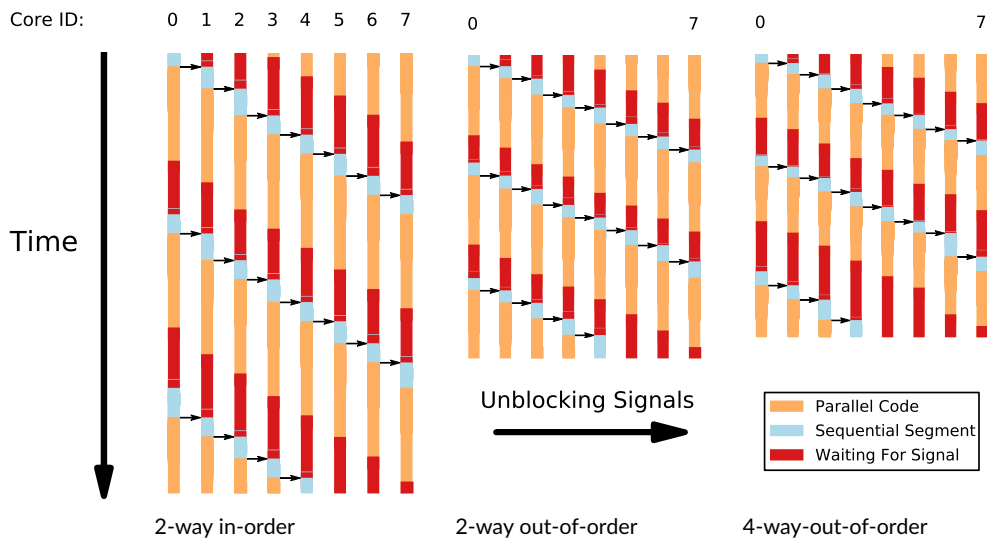 Core ID: 0 1 2 3 4 5 6 7
0 7
0 7
Time
Unblocking Signals
Parallel Code
Sequential Segment
Waiting For Signal
2-way in-order
2-way out-of-order
4-way-out-of-order